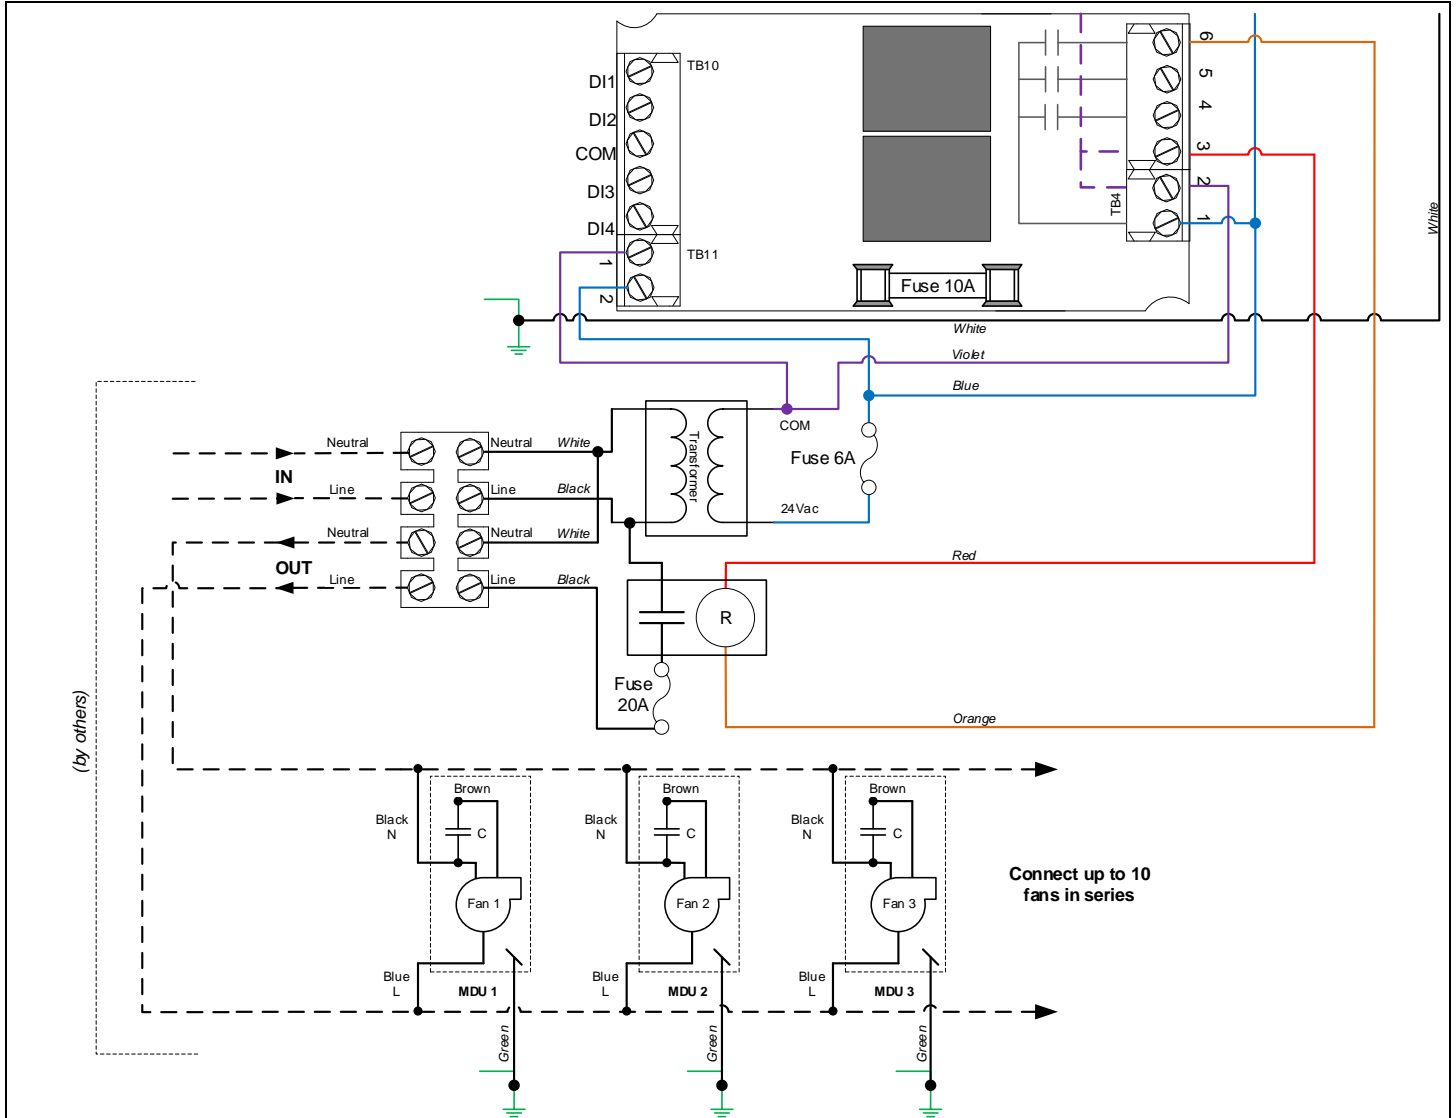 TB10
DI1
DI2
COM
DI3
DI4
TB11
1
2
6
5
4
3
2
1
TB4
Fuse 10A
White
White
Violet
Blue
COM
Fuse 6A
24Vac
Transformer
Neutral
Neutral
White
IN
Line
Line
Black
Neutral
Neutral
White
OUT
Line
Line
Black
Red
R
Fuse
20A
Orange
(by others)
Brown
Black
N
C
Fan 1
Blue
L
MDU 1
Green
Brown
Black
N
C
Fan 2
Blue
L
MDU 2
Green
Brown
Black
N
C
Fan 3
Blue
L
MDU 3
Green
Connect up to 10
fans in series